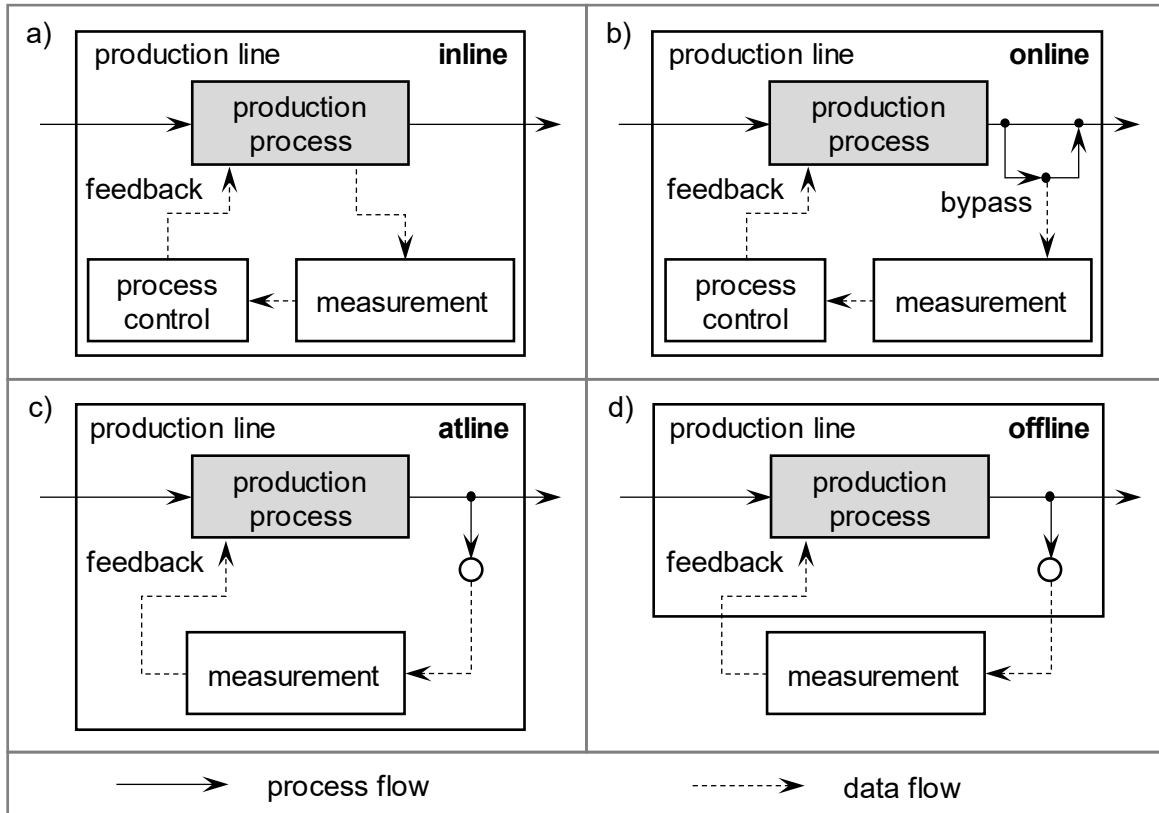 a)
production line inline
production
process
feedback
process
control
measurement
b)
production line online
production
process
feedback
bypass
process
control
measurement
c)
production line atline
production
process
feedback
measurement
d)
production line offline
production
process
feedback
measurement
process flow
data flow